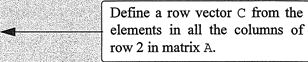 Define a row vector C from the
elements in all the columns of
row 2 in matrix A.